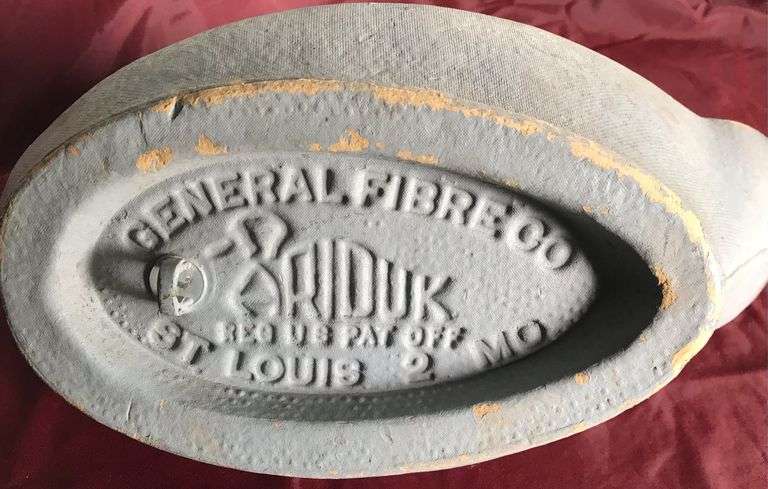 GENERAL FIBRE CO
ARIDUK
REG US PAT OFF
ST. LOUIS 2 MO